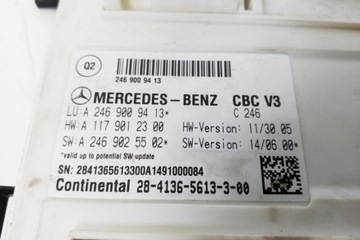 Q2
246 900 94 13
MERCEDES-BENZ CBC V3
LU: A 246 900 94 13* C 246
HW: A 117 901 23 00 HW-Version: 11/30.05
SW: A 246 902 55 02* SW-Version: 14/06.00*
*valid up to potential SW update
SN: 2841365613300A1491000084
Continental 28-4136-5613-3-00